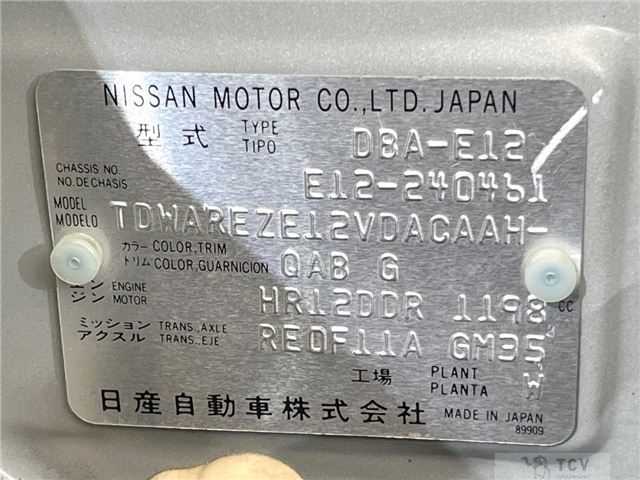 NISSAN MOTOR CO.,LTD. JAPAN
型式 TYPE TIPO DBA-E12
CHASSIS NO. NO. DE CHASIS E12-240461
MODEL MODELO TDWAREZE12VDACAAH-
カラー COLOR, TRIM トリム COLOR, GUARNICION QAB G
エンジン ENGINE MOTOR HR12DDR 1198 CC
ミッション TRANS., AXLE アクスル TRANS., EJE RE0F11A GM35
工場 PLANT PLANTA W
日産自動車株式会社 MADE IN JAPAN
89909
TCV